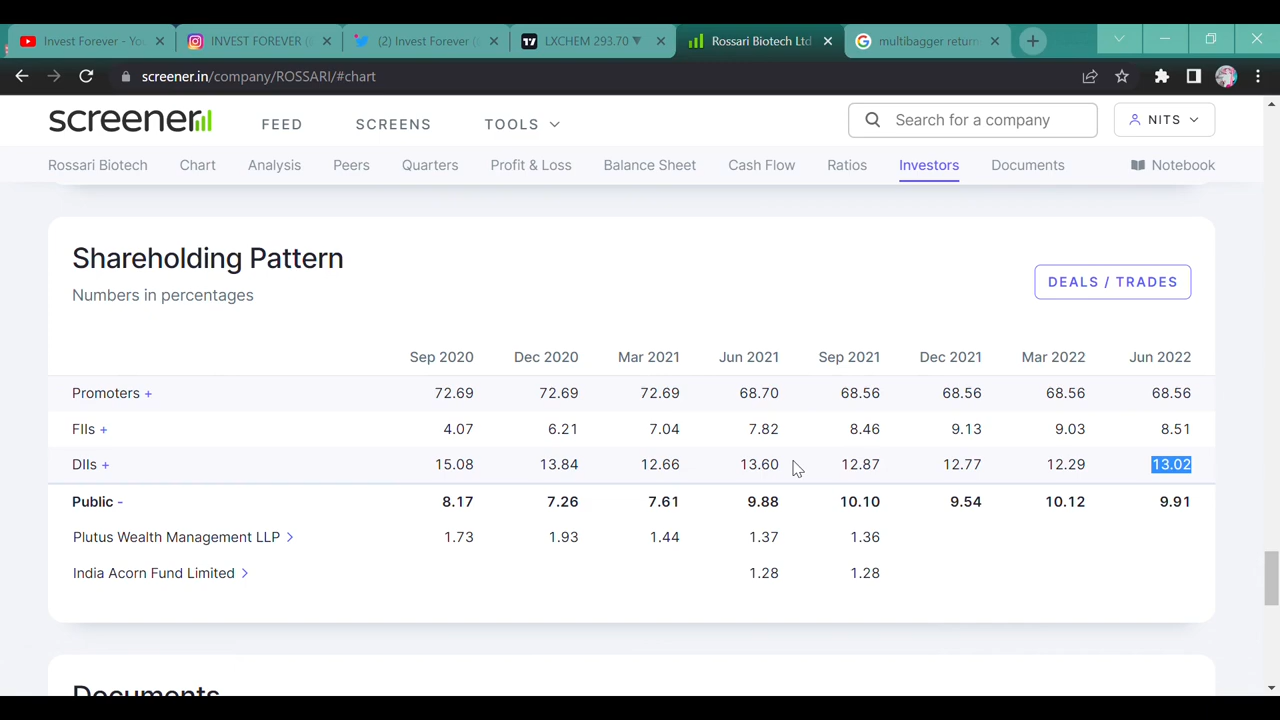 Invest Forever - Yo
INVEST FOREVER (
(2) Invest Forever (
LXCHEM 293.70 ▼
Rossari Biotech Ltd
multibagger return
screener.in/company/ROSSARI/#chart
screener FEED SCREENS TOOLS Search for a company NITS
Rossari Biotech Chart Analysis Peers Quarters Profit & Loss Balance Sheet Cash Flow Ratios Investors Documents Notebook
Shareholding Pattern
Numbers in percentages
DEALS / TRADES
Sep 2020 Dec 2020 Mar 2021 Jun 2021 Sep 2021 Dec 2021 Mar 2022 Jun 2022
Promoters + 72.69 72.69 72.69 68.70 68.56 68.56 68.56 68.56
FIIs + 4.07 6.21 7.04 7.82 8.46 9.13 9.03 8.51
DIIs + 15.08 13.84 12.66 13.60 12.87 12.77 12.29 13.02
Public - 8.17 7.26 7.61 9.88 10.10 9.54 10.12 9.91
Plutus Wealth Management LLP > 1.73 1.93 1.44 1.37 1.36
India Acorn Fund Limited > 1.28 1.28
Documents